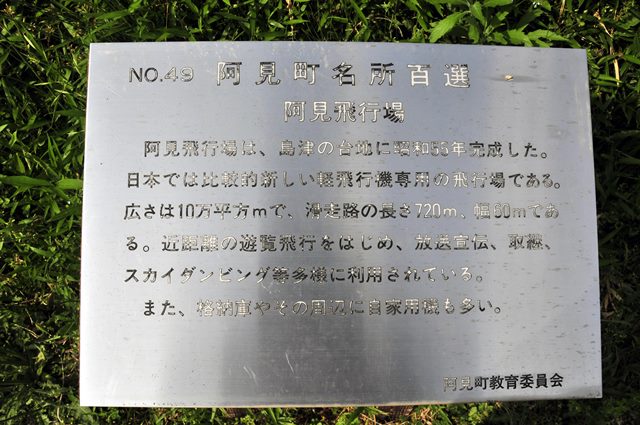 NO.49 阿見町名所百選
阿見飛行場
阿見飛行場は、島津の台地に昭和55年完成した。
日本では比較的新しい軽飛行機専用の飛行場である。
広さは10万平方mで、滑走路の長さ720m、幅60mであ
る。近距離の遊覧飛行をはじめ、放送宣伝、取継、
スカイダンピング等多様に利用されている。
また、格納庫やその周辺に自家用機も多い。
阿見町教育委員会